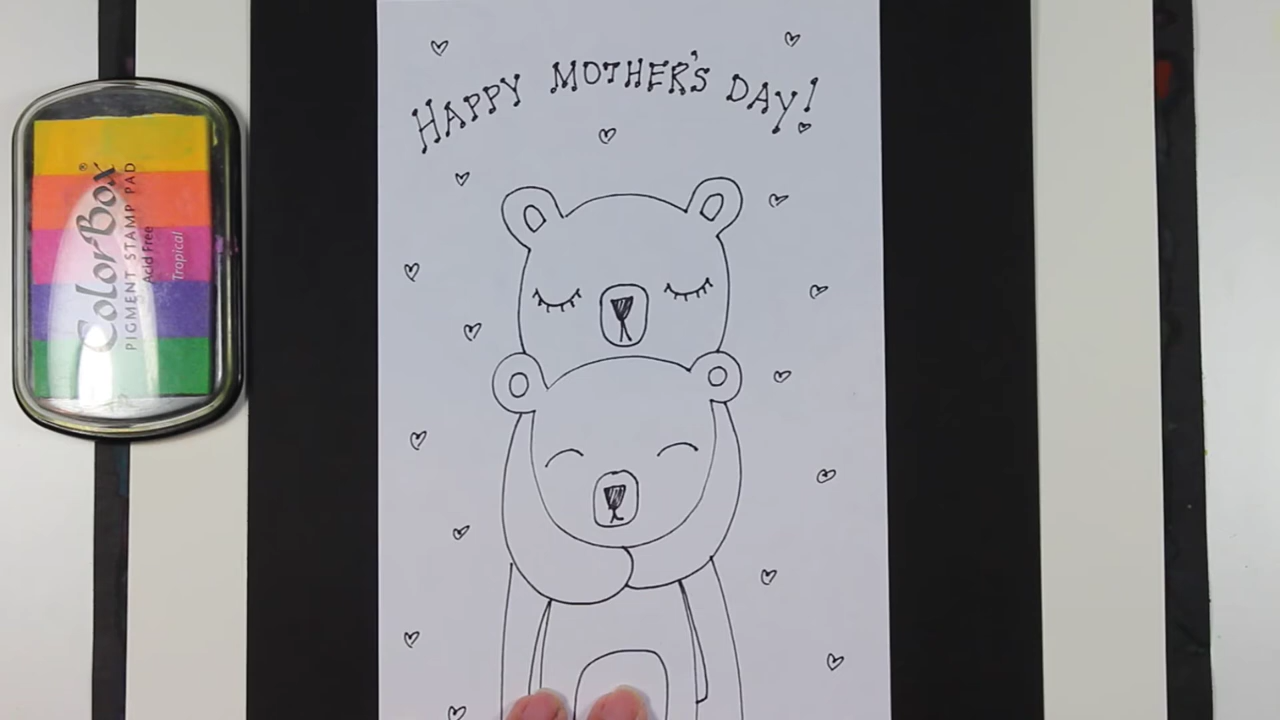 HAPPY MOTHER'S DAY!
ColorBox®
PIGMENT STAMP PAD
Acid Free
Tropical